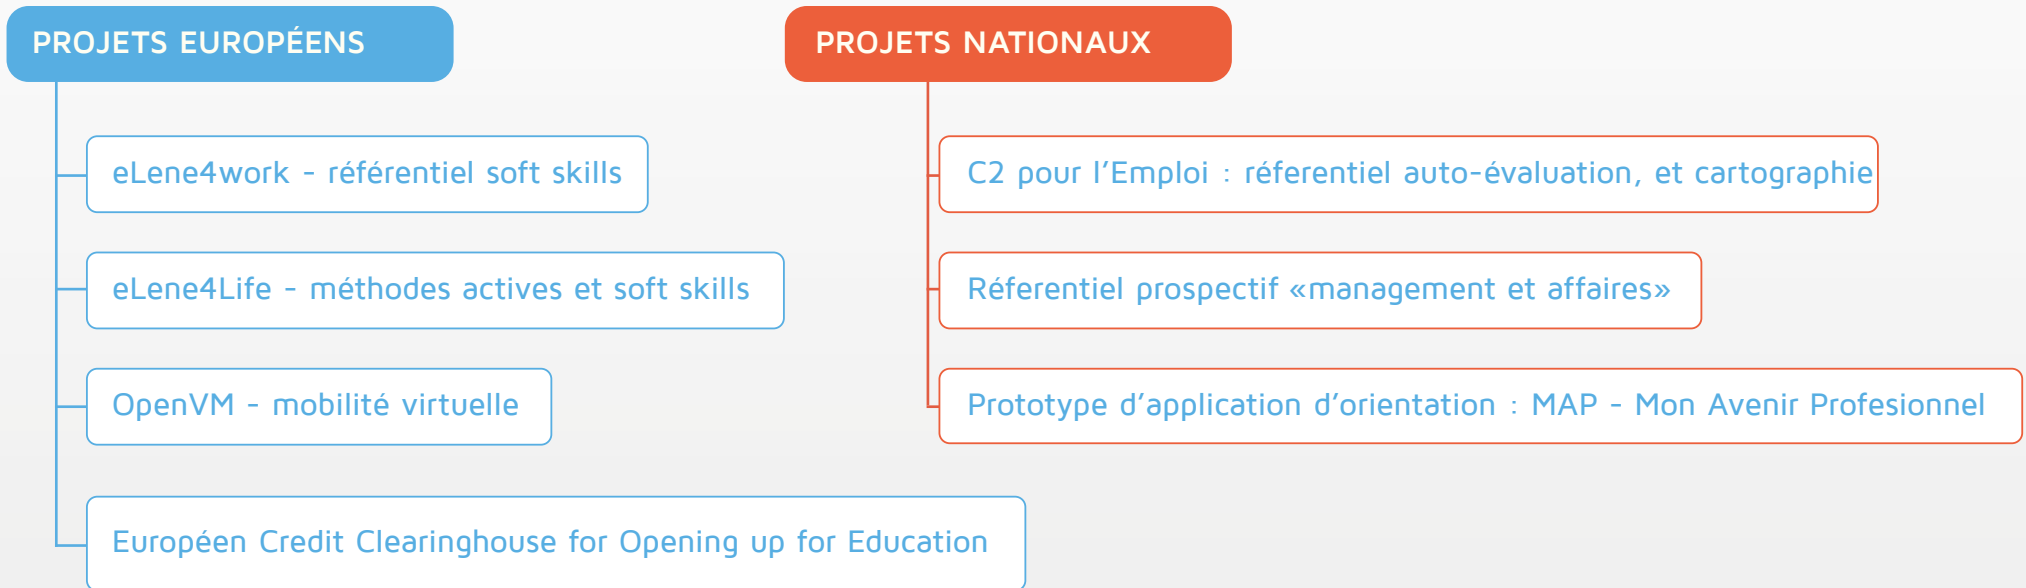 PROJETS EUROPÉENS
eLene4work - référentiel soft skills
eLene4Life - méthodes actives et soft skills
OpenVM - mobilité virtuelle
Européen Credit Clearinghouse for Opening up for Education
PROJETS NATIONAUX
C2 pour l’Emploi : réferentiel auto-évaluation, et cartographie
Réferentiel prospectif «management et affaires»
Prototype d’application d’orientation : MAP - Mon Avenir Profesionnel